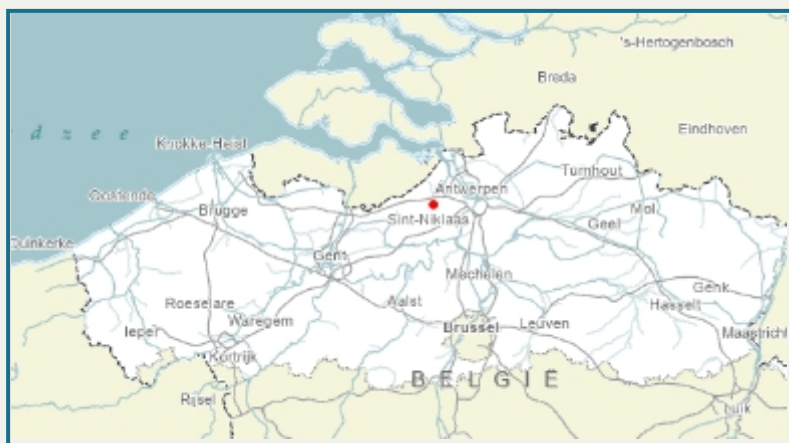 's-Hertogenbosch
Breda
Eindhoven
d z e e
Knokke-Heist
Turnhout
Antwerpen
Oostende
Brugge
Sint-Niklaas
Geel
Mol
Duinkerke
Gent
Mechelen
Genk
Roeselare
Aalst
Hasselt
Ieper
Waregem
Brussel
Leuven
Maastricht
Kortrijk
BELGIË
Rijsel
Luik